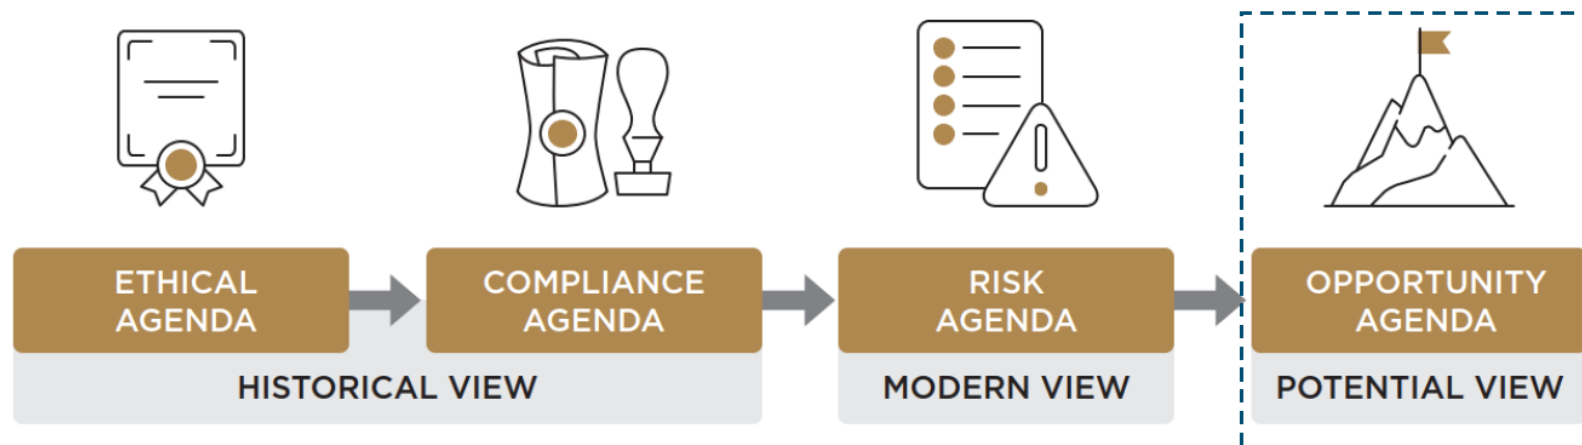 ETHICAL
AGENDA
COMPLIANCE
AGENDA
RISK
AGENDA
OPPORTUNITY
AGENDA
HISTORICAL VIEW
MODERN VIEW
POTENTIAL VIEW